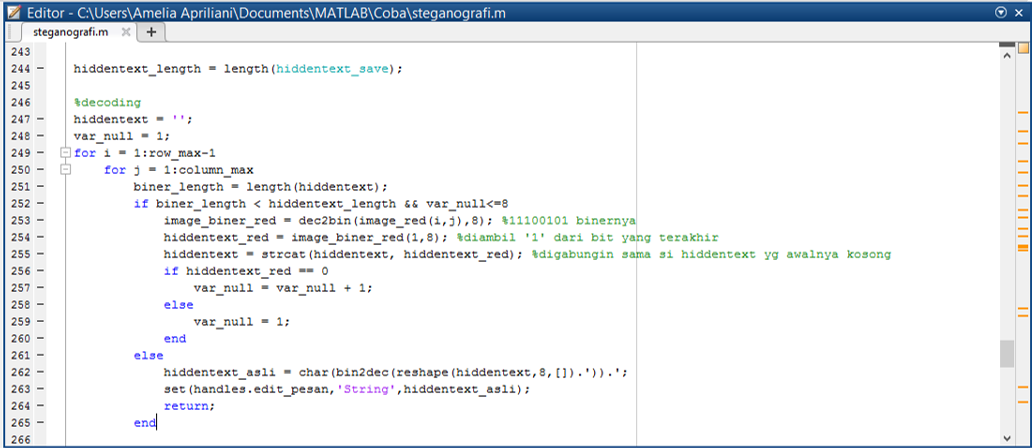 Editor - C:\Users\Amelia Apriliani\Documents\MATLAB\Coba\steganografi.m
steganografi.m
243
244 hiddentext_length = length(hiddentext_save);
245
246 %decoding
247 hiddentext = '';
248 var_null = 1;
249 for i = 1:row_max-1
250 for j = 1:column_max
251 biner_length = length(hiddentext);
252 if biner_length < hiddentext_length && var_null<=8
253 image_biner_red = dec2bin(image_red(i,j),8); %11100101 binernya
254 hiddentext_red = image_biner_red(1,8); %diambil '1' dari bit yang terakhir
255 hiddentext = strcat(hiddentext, hiddentext_red); %digabungin sama si hiddentext yg awalnya kosong
256 if hiddentext_red == 0
257 var_null = var_null + 1;
258 else
259 var_null = 1;
260 end
261 else
262 hiddentext_asli = char(bin2dec(reshape(hiddentext,8,[]).')).';
263 set(handles.edit_pesan,'String',hiddentext_asli);
264 return;
265 end
266